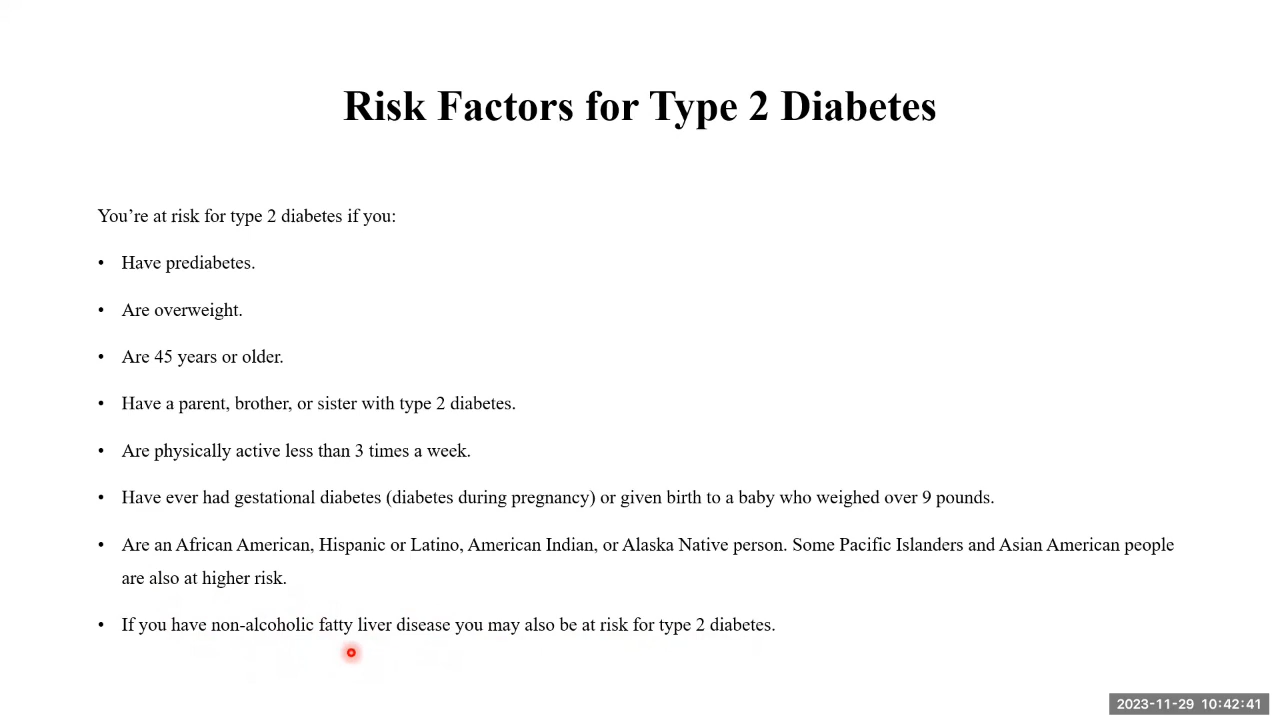 Risk Factors for Type 2 Diabetes
You’re at risk for type 2 diabetes if you:
• Have prediabetes.
• Are overweight.
• Are 45 years or older.
• Have a parent, brother, or sister with type 2 diabetes.
• Are physically active less than 3 times a week.
• Have ever had gestational diabetes (diabetes during pregnancy) or given birth to a baby who weighed over 9 pounds.
• Are an African American, Hispanic or Latino, American Indian, or Alaska Native person. Some Pacific Islanders and Asian American people
are also at higher risk.
• If you have non-alcoholic fatty liver disease you may also be at risk for type 2 diabetes.
2023-11-29 10:42:41